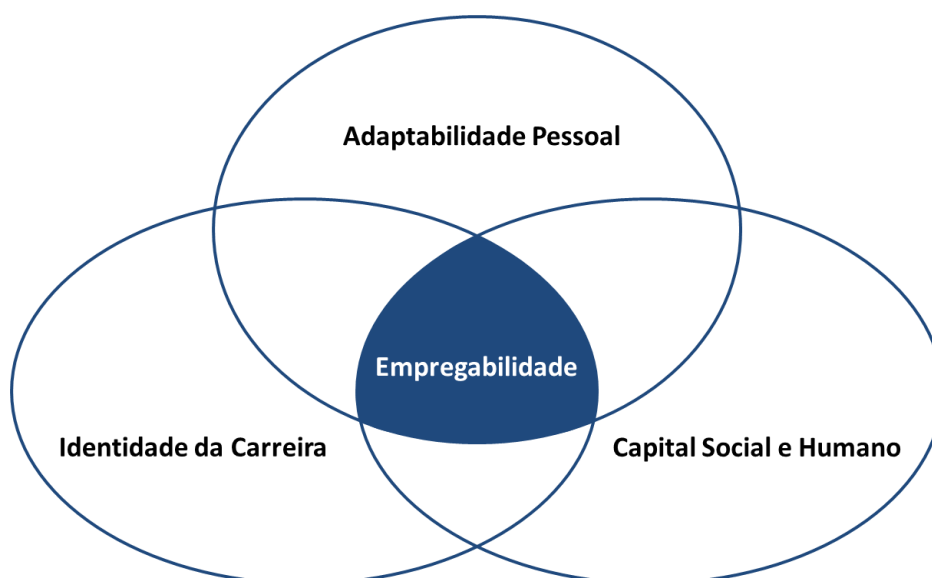 Adaptabilidade Pessoal
Empregabilidade
Identidade da Carreira
Capital Social e Humano